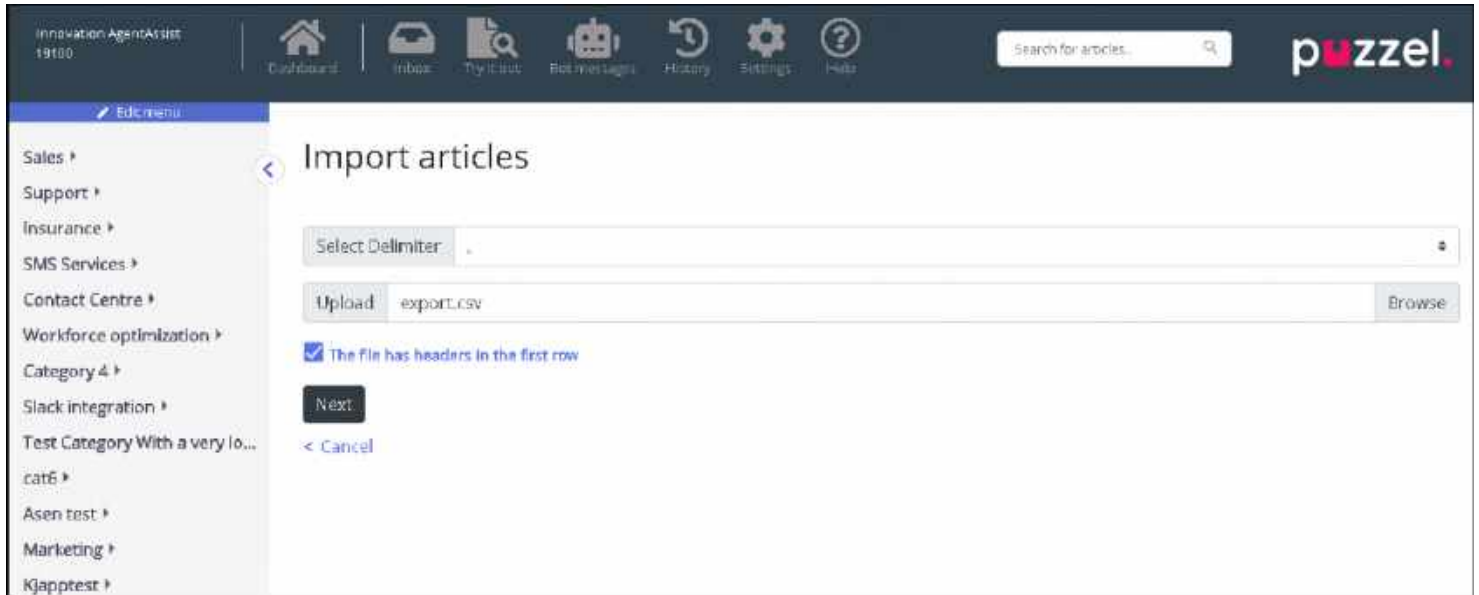 Innovation AgentAssist
19100
Dashboard
Inbox
Try it out
Bot messages
History
Settings
Help
Search for articles..
puzzel.
Edit menu
Sales
Support
Insurance
SMS Services
Contact Centre
Workforce optimization
Category 4
Slack integration
Test Category With a very lo...
cat6
Asen test
Marketing
Kjapptest
Import articles
Select Delimiter ,
Upload export.csv Browse
The file has headers in the first row
Next
< Cancel